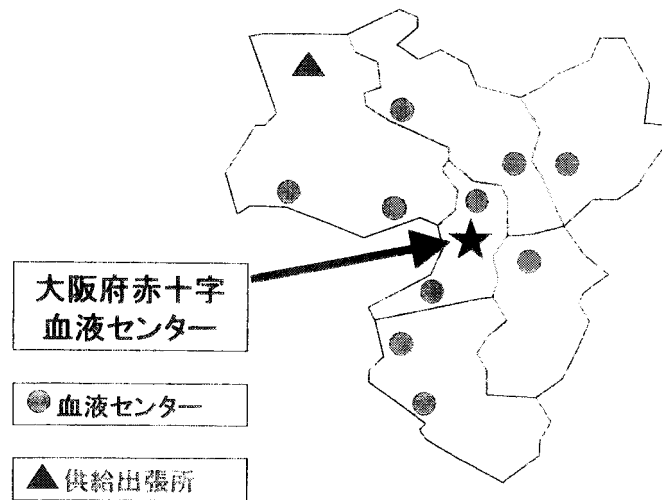 大阪府赤十字
血液センター
血液センター
供給出張所